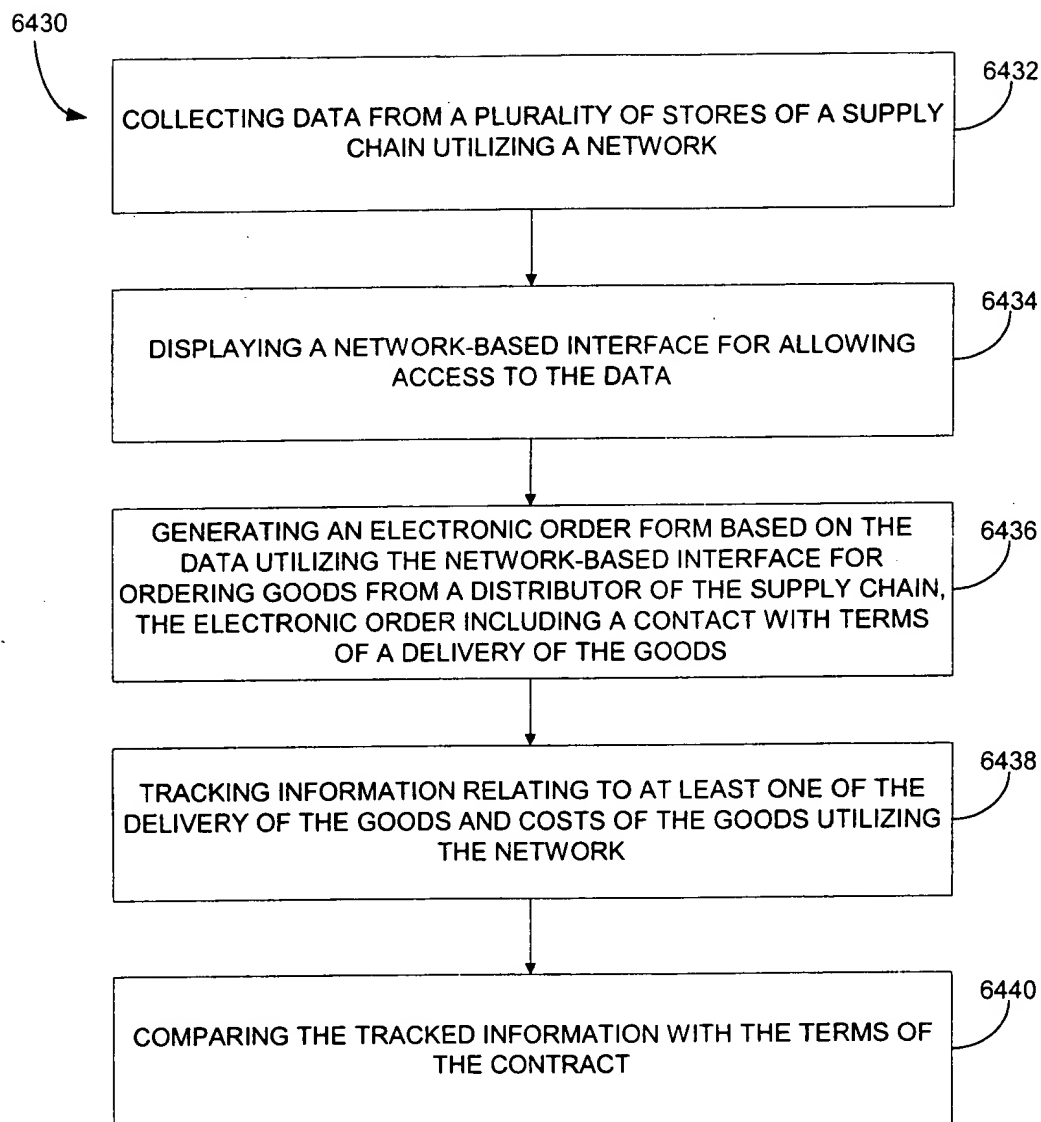 6430
6432
COLLECTING DATA FROM A PLURALITY OF STORES OF A SUPPLY
CHAIN UTILIZING A NETWORK
6434
DISPLAYING A NETWORK-BASED INTERFACE FOR ALLOWING
ACCESS TO THE DATA
6436
GENERATING AN ELECTRONIC ORDER FORM BASED ON THE
DATA UTILIZING THE NETWORK-BASED INTERFACE FOR
ORDERING GOODS FROM A DISTRIBUTOR OF THE SUPPLY CHAIN,
THE ELECTRONIC ORDER INCLUDING A CONTACT WITH TERMS
OF A DELIVERY OF THE GOODS
6438
TRACKING INFORMATION RELATING TO AT LEAST ONE OF THE
DELIVERY OF THE GOODS AND COSTS OF THE GOODS UTILIZING
THE NETWORK
6440
COMPARING THE TRACKED INFORMATION WITH THE TERMS OF
THE CONTRACT